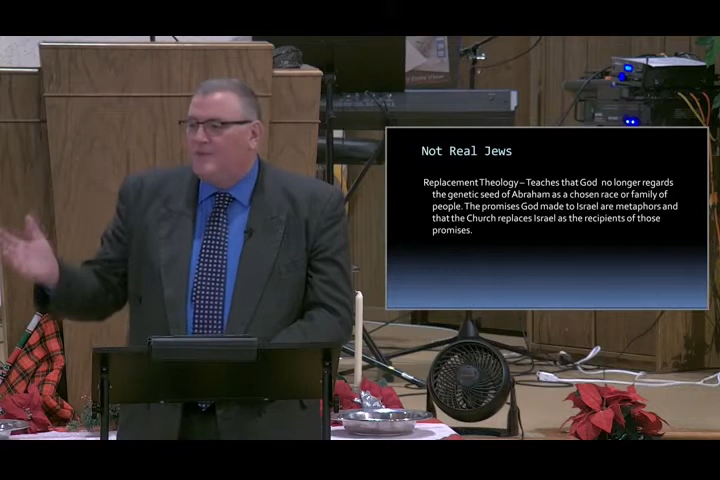 Not Real Jews
Replacement Theology – Teaches that God no longer regards
the genetic seed of Abraham as a chosen race or family of
people. The promises God made to Israel are metaphors and
that the Church replaces Israel as the recipients of those
promises.